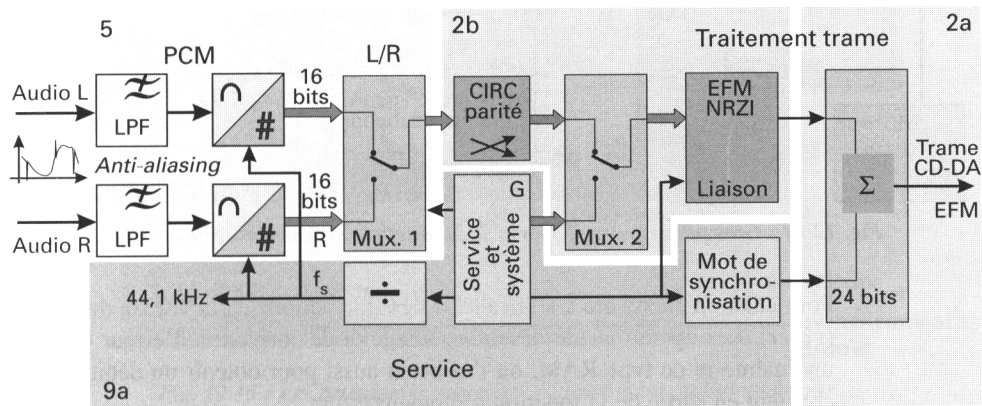 5
2b
2a
PCM
L/R
Traitement trame
Audio L
LPF
#
16
bits
CIRC
parité
EFM
NRZI
Anti-aliasing
Audio R
LPF
#
16
bits
R
Mux. 1
G
Service
et
système
Mux. 2
Liaison
Σ
Trame
CD-DA
EFM
44,1 kHz
fs
÷
Mot de
synchro-
nisation
24 bits
Service
9a